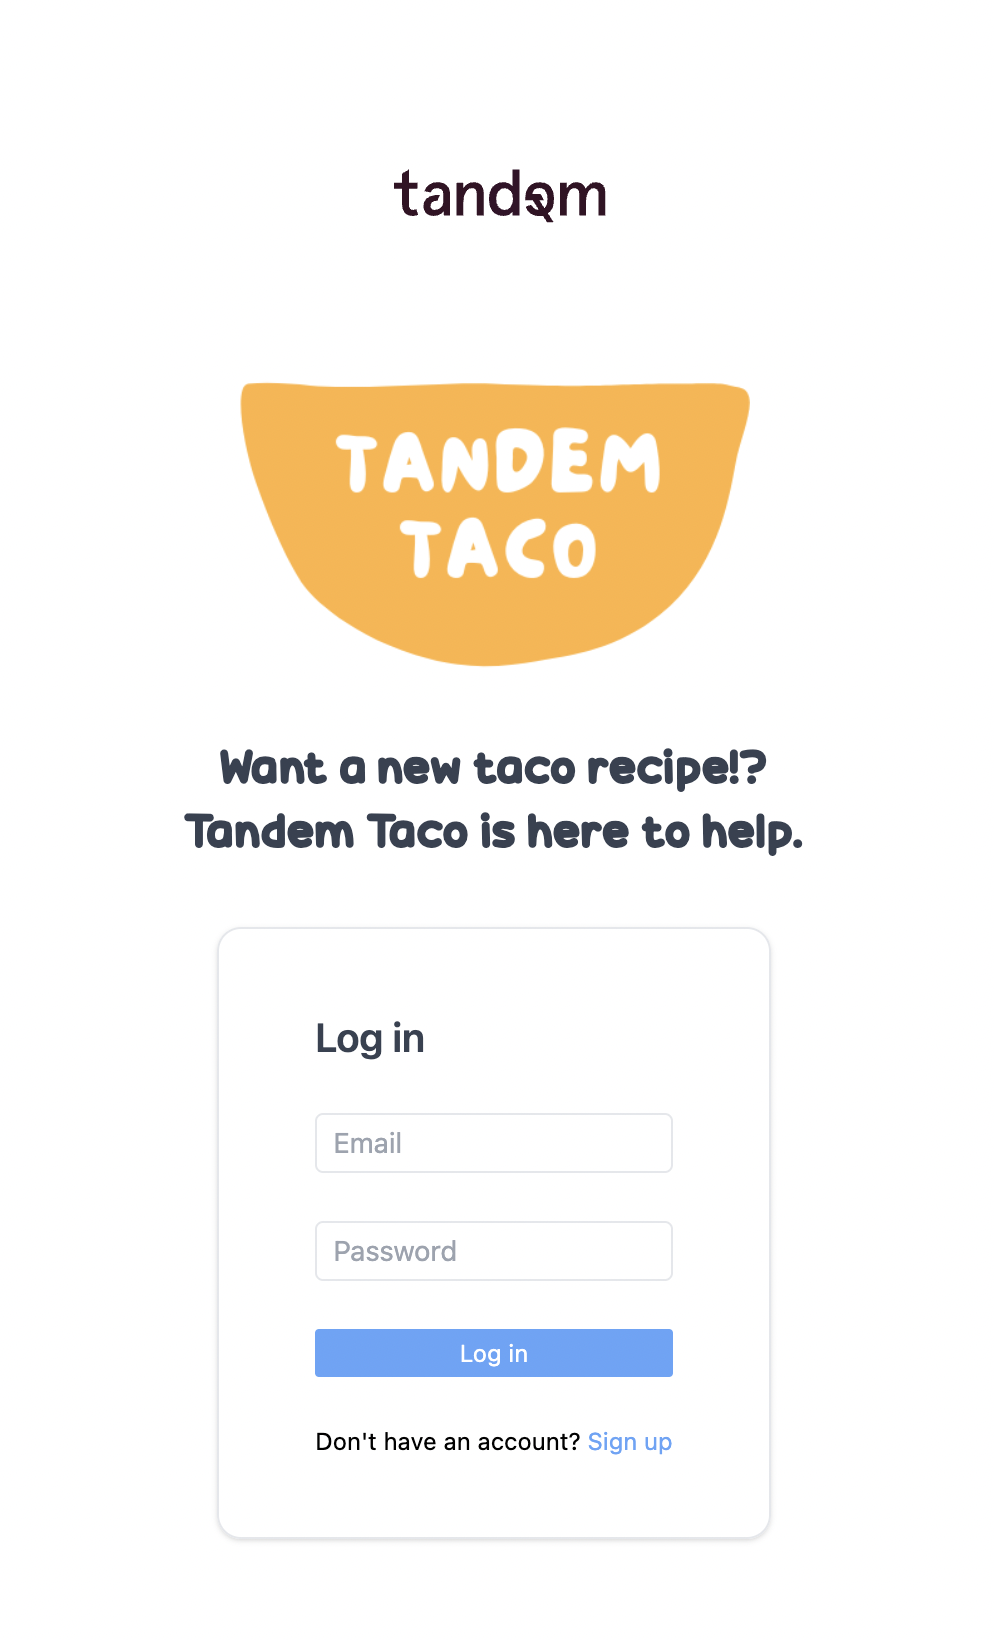 tandem
TANDEM
TACO
Want a new taco recipe!?
Tandem Taco is here to help.
Log in
Email
Password
Log in
Don't have an account? Sign up